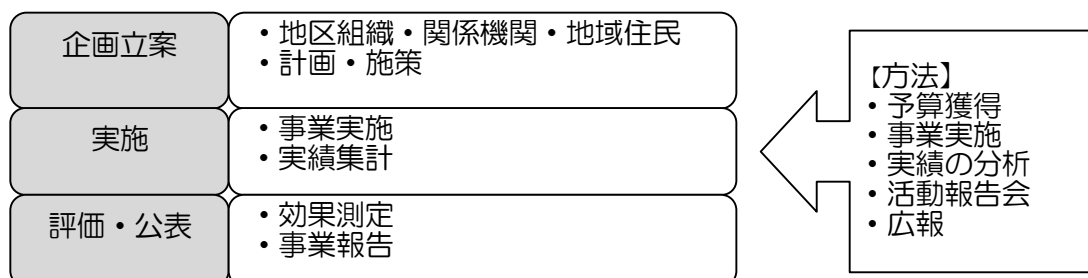 企画立案
・地区組織・関係機関・地域住民
・計画・施策
実施
・事業実施
・実績集計
評価・公表
・効果測定
・事業報告
【方法】
・予算獲得
・事業実施
・実績の分析
・活動報告会
・広報